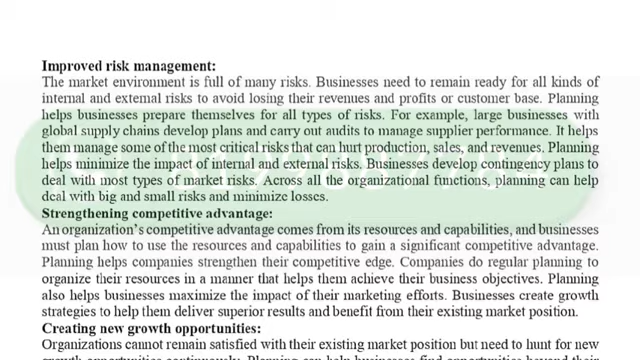 Improved risk management:
The market environment is full of many risks. Businesses need to remain ready for all kinds of
internal and external risks to avoid losing their revenues and profits or customer base. Planning
helps businesses prepare themselves for all types of risks. For example, large businesses with
global supply chains develop plans and carry out audits to manage supplier performance. It helps
them manage some of the most critical risks that can hurt production, sales, and revenues. Planning
helps minimize the impact of internal and external risks. Businesses develop contingency plans to
deal with most types of market risks. Across all the organizational functions, planning can help
deal with big and small risks and minimize losses.
Strengthening competitive advantage:
An organization's competitive advantage comes from its resources and capabilities, and businesses
must plan how to use the resources and capabilities to gain a significant competitive advantage.
Planning helps companies strengthen their competitive edge. Companies do regular planning to
organize their resources in a manner that helps them achieve their business objectives. Planning
also helps businesses maximize the impact of their marketing efforts. Businesses create growth
strategies to help them deliver superior results and benefit from their existing market position.
Creating new growth opportunities:
Organizations cannot remain satisfied with their existing market position but need to hunt for new
growth opportunities continuously. Planning can help businesses find opportunities beyond their